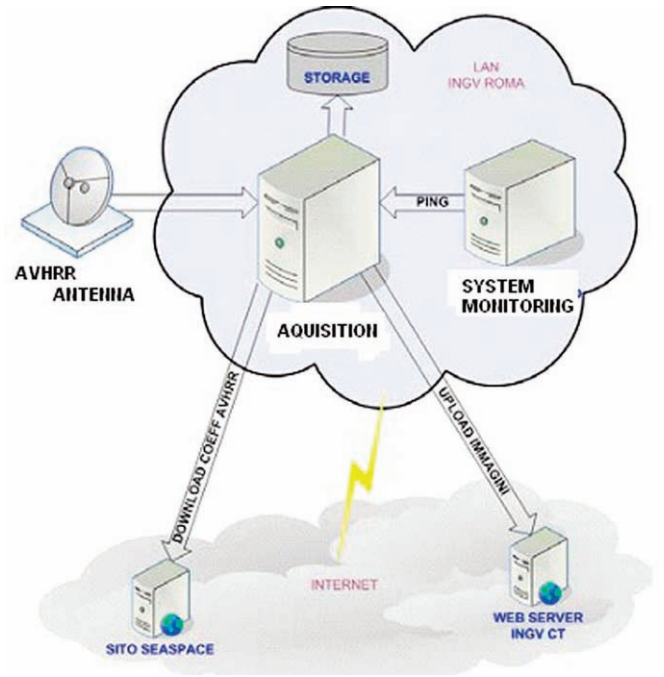 STORAGE
LAN
INGV ROMA
PING
AVHRR
ANTENNA
SYSTEM
MONITORING
AQUISITION
DOWNLOAD COEFF AVHRR
UPLOAD IMMAGINI
INTERNET
SITO SEASPACE
WEB SERVER
INGV CT